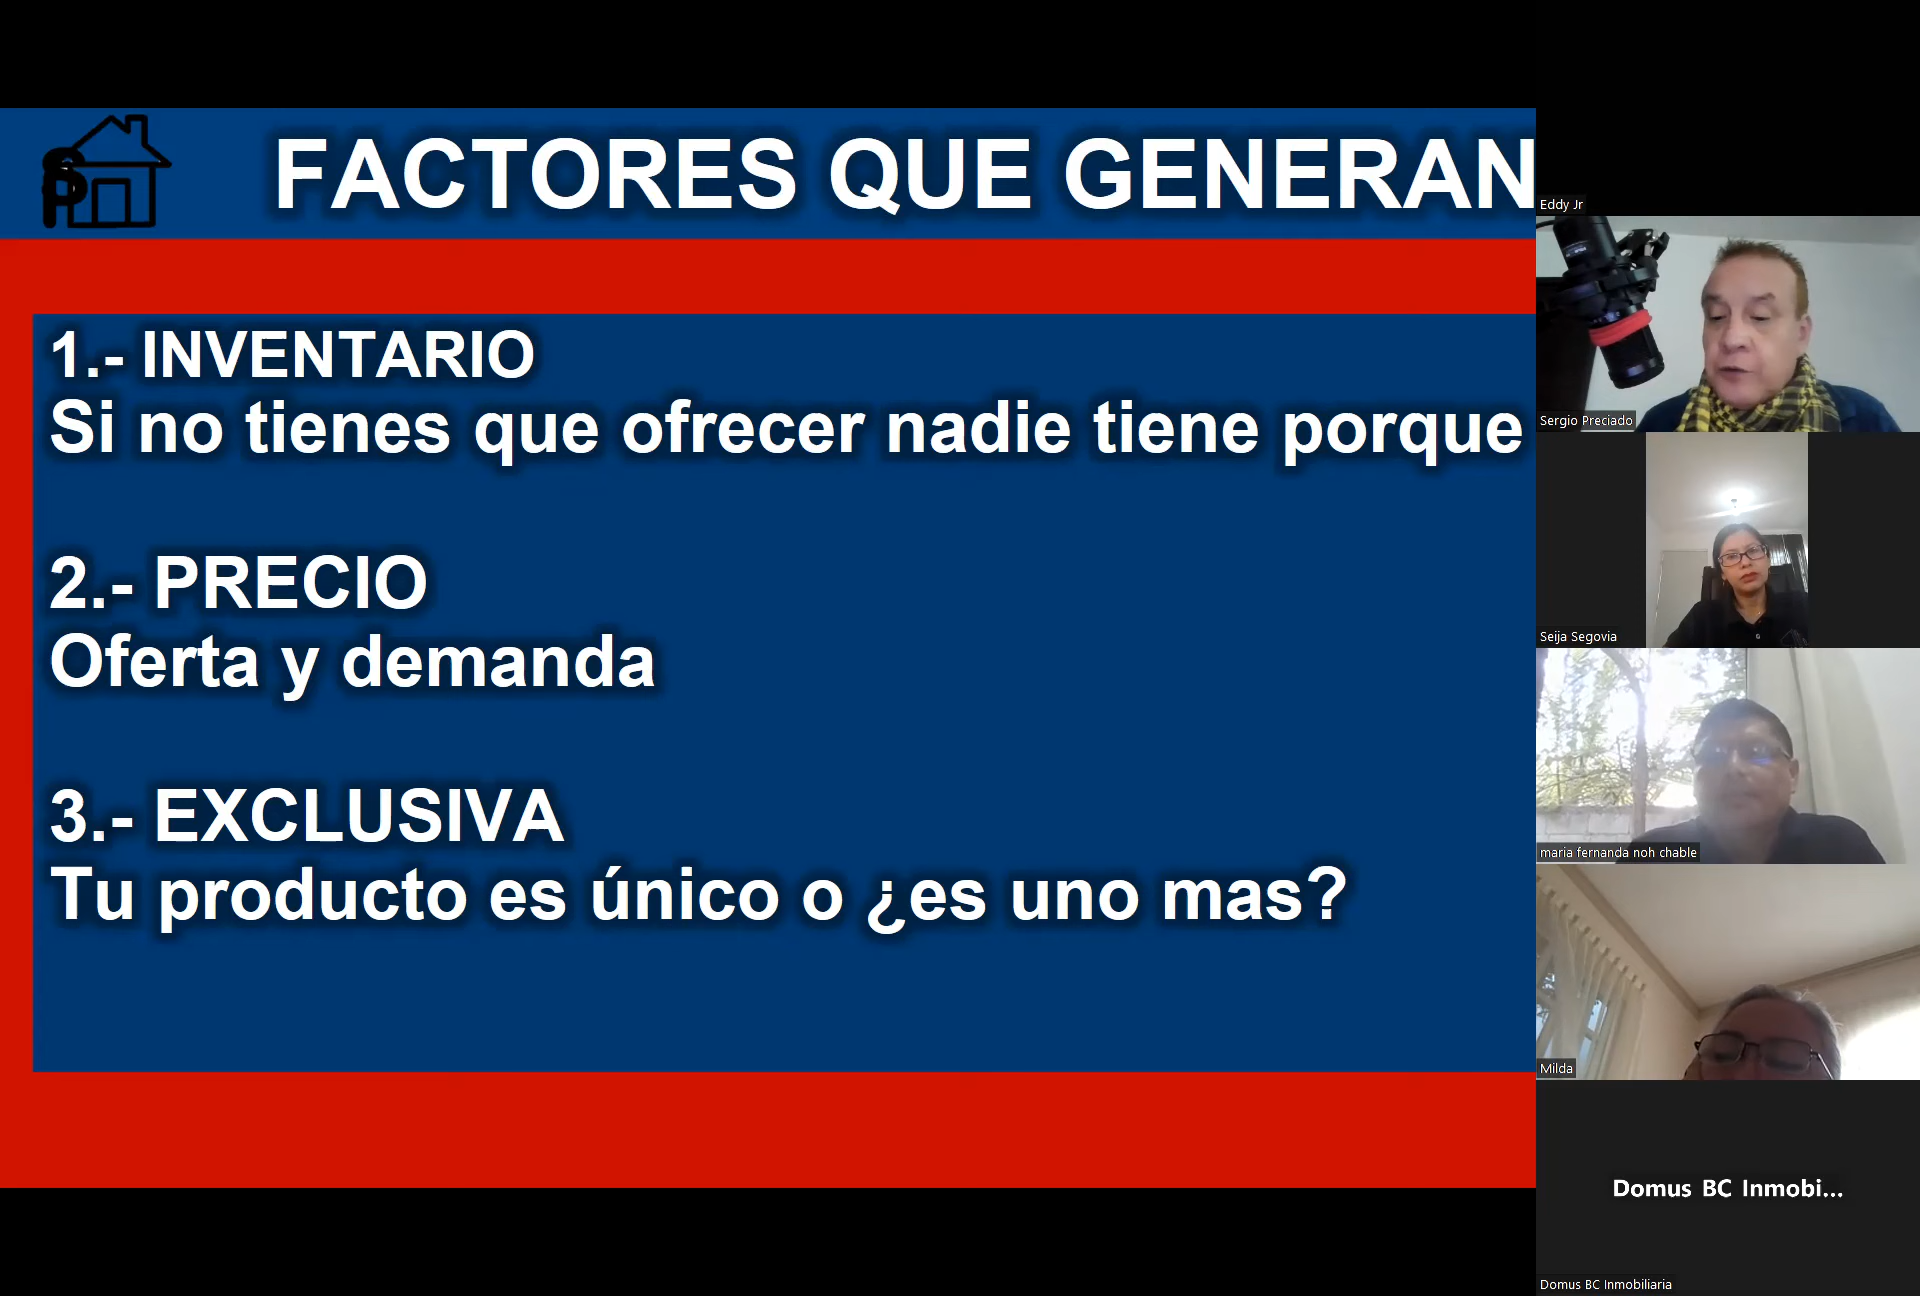 FACTORES QUE GENERAN
1.- INVENTARIO
Si no tienes que ofrecer nadie tiene porque
2.- PRECIO
Oferta y demanda
3.- EXCLUSIVA
Tu producto es único o ¿es uno mas?
Eddy Jr
Sergio Preciado
Seija Segovia
maria fernanda noh chable
Milda
Domus BC Inmobi...
Domus BC Inmobiliaria